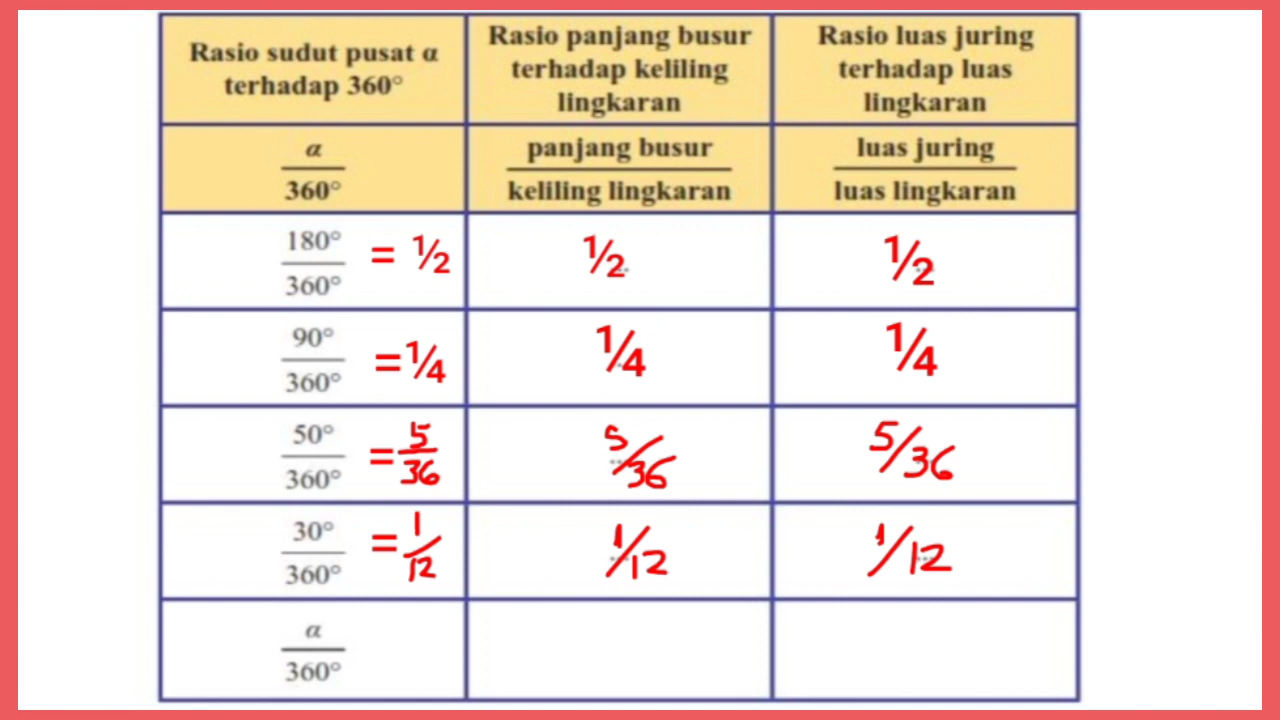 Rasio sudut pusat α
terhadap 360°
Rasio panjang busur
terhadap keliling
lingkaran
Rasio luas juring
terhadap luas
lingkaran
α
360°
panjang busur
keliling lingkaran
luas juring
luas lingkaran
180°
360°
= 1/2
1/2
1/2
90°
360°
= 1/4
1/4
1/4
50°
360°
= 5/36
5/36
5/36
30°
360°
= 1/12
1/12
1/12
α
360°